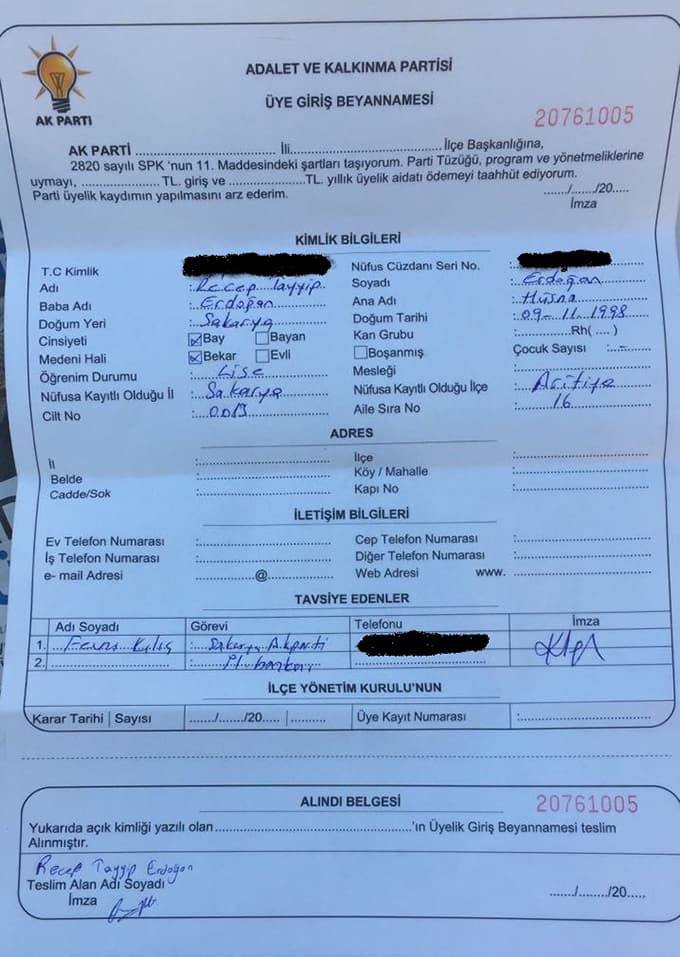 ADALET VE KALKINMA PARTİSİ
AK PARTİ
ÜYE GİRİŞ BEYANNAMESİ
20761005
AK PARTİ .............................. İli.............................. İlçe Başkanlığına,
2820 sayılı SPK 'nun 11. Maddesindeki şartları taşıyorum. Parti Tüzüğü, program ve yönetmeliklerine
uymayı, .................. TL. giriş ve ..................TL. yıllık üyelik aidatı ödemeyi taahhüt ediyorum.
Parti üyelik kaydımın yapılmasını arz ederim. ....../....../20.....
İmza
KİMLİK BİLGİLERİ
T.C Kimlik : Nüfus Cüzdanı Seri No. :
Adı : Recep Tayyip Soyadı : Erdoğan
Baba Adı : Erdoğan Ana Adı : Hüsna
Doğum Yeri : Sakarya Doğum Tarihi : 09-11.1998
Cinsiyeti : Bay Bayan Kan Grubu :..................Rh( .... )
Medeni Hali : Bekar Evli Boşanmış Çocuk Sayısı :..-..
Öğrenim Durumu : Lise Mesleği :
Nüfusa Kayıtlı Olduğu İl : Sakarya Nüfusa Kayıtlı Olduğu İlçe : Arifiye
Cilt No : 0013 Aile Sıra No : 16
ADRES
İl : İlçe :
Belde : Köy / Mahalle :
Cadde/Sok : Kapı No :
İLETİŞİM BİLGİLERİ
Ev Telefon Numarası : Cep Telefon Numarası :
İş Telefon Numarası : Diğer Telefon Numarası :
e- mail Adresi ..................@.................. Web Adresi www. :
TAVSİYE EDENLER
Adı Soyadı Görevi Telefonu İmza
1. Kılıç : Sakarya Akparti
2. :
İLÇE YÖNETİM KURULU'NUN
Karar Tarihi | Sayısı ....../....../20..... | .......... Üye Kayıt Numarası :
ALINDI BELGESİ
20761005
Yukarıda açık kimliği yazılı olan........................................'ın Üyelik Giriş Beyannamesi teslim
Alınmıştır.
Recep Tayyip Erdoğan
Teslim Alan Adı Soyadı
İmza ....../......../20.....